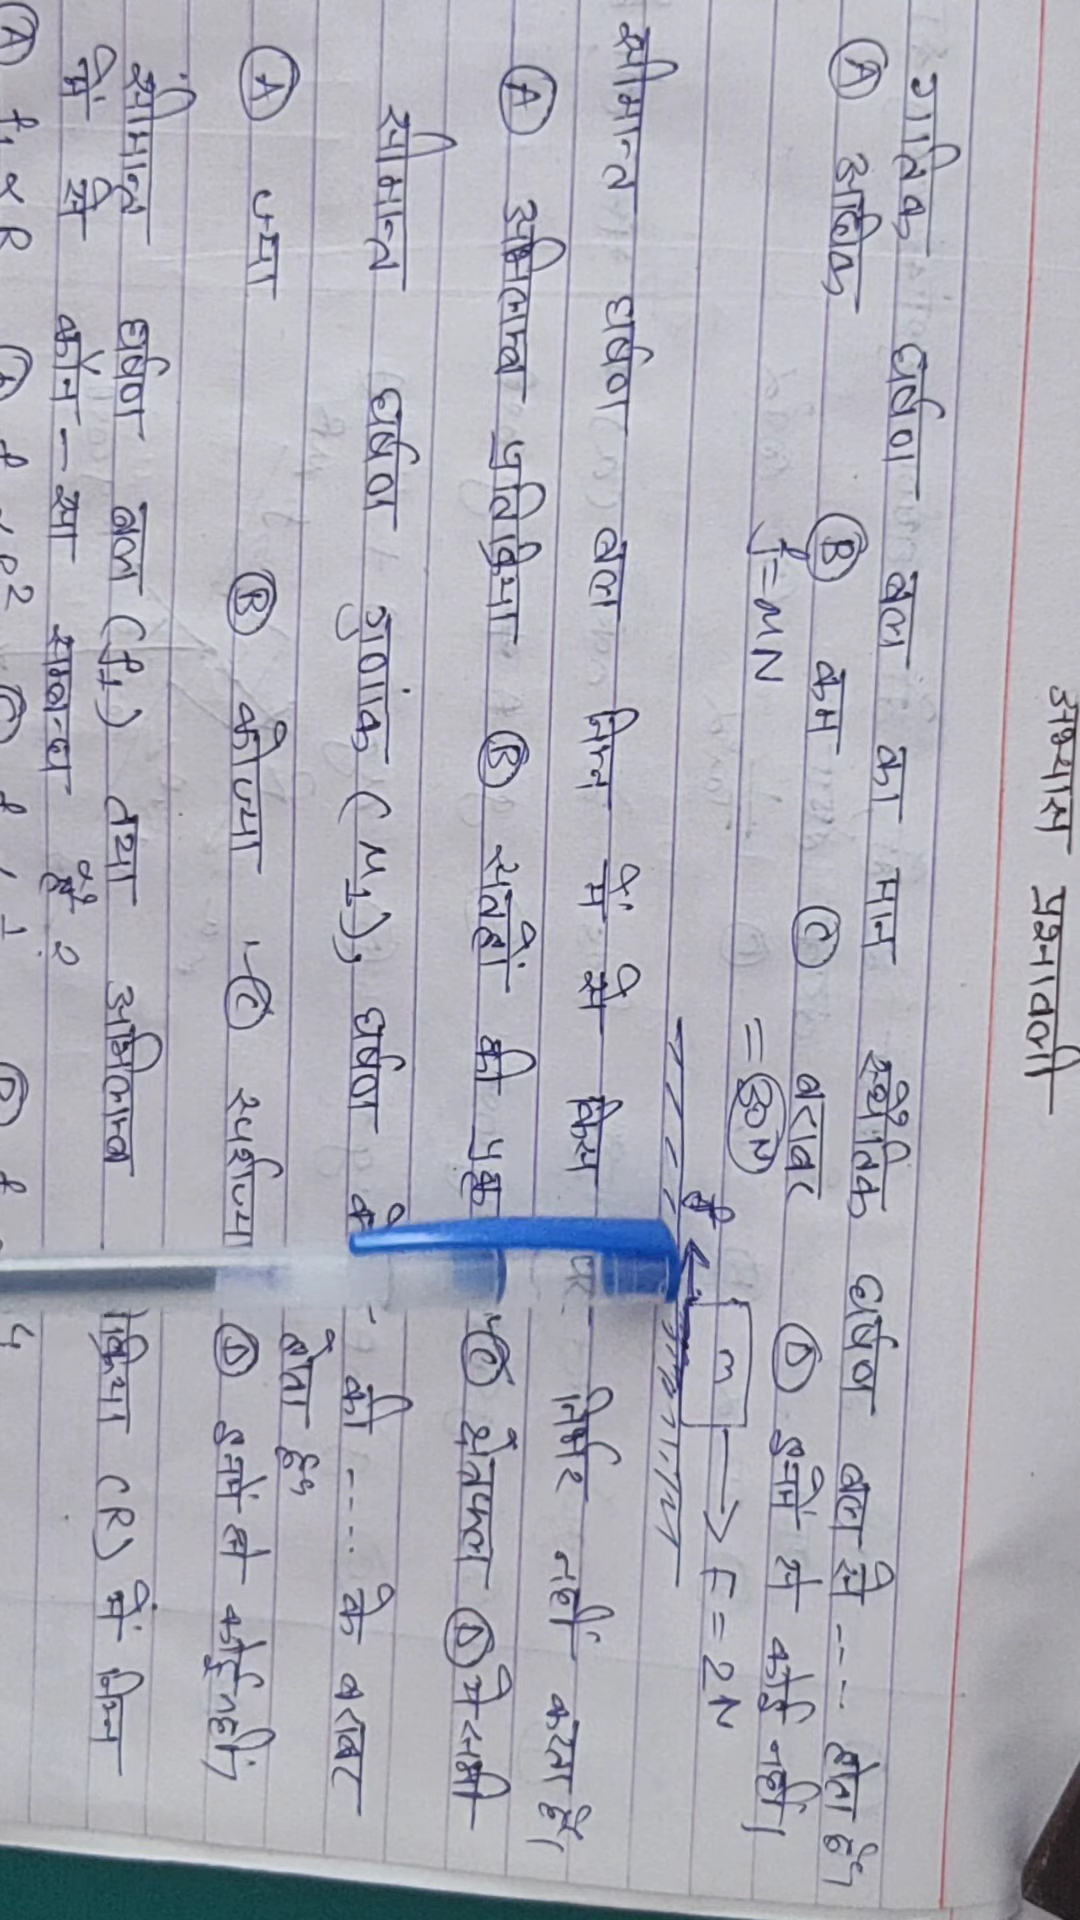 अभ्यास प्रश्नावली
गतिक घर्षण बल का मान स्थैतिक घर्षण बल से ---- होता है।
Ⓐ अधिक Ⓑ कम Ⓒ बराबर Ⓓ इनमें से कोई नहीं।
f = μN = 30N
f ← m → F = 2N
सीमान्त घर्षण बल निम्न में से किस पर निर्भर नहीं करता है।
Ⓐ अभिलम्ब प्रतिक्रिया Ⓑ सतहों की Ⓒ क्षेत्रफल Ⓓ ये सभी
सीमान्त घर्षण गुणांक (μ1), घर्षण की ---- के बराबर
होता है।
Ⓐ ज्या Ⓑ कोज्या Ⓒ स्पर्शज्या Ⓓ इनमें से कोई नहीं
सीमान्त घर्षण बल (f1) तथा अभिलम्ब क्रिया (R) में निम्न
में से कौन-सा सम्बन्ध है ?
Ⓐ f1 ∝ R